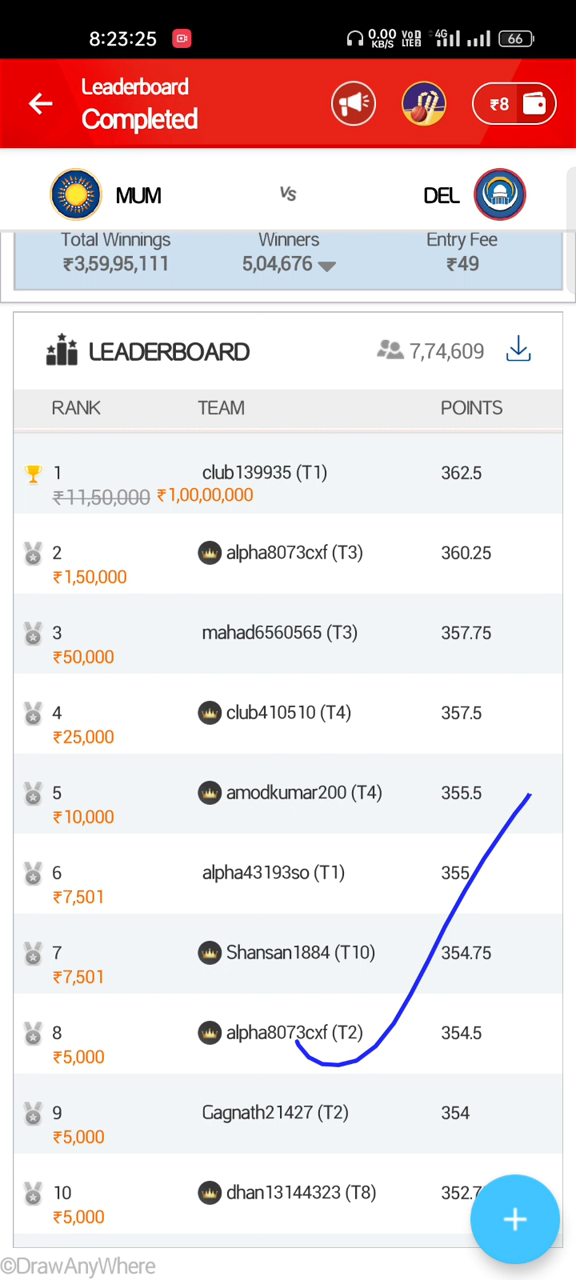 8:23:25 0.00 KB/S VoD LTE 4G 66
Leaderboard
Completed ₹8
MUM Vs DEL
Total Winnings Winners Entry Fee
₹3,59,95,111 5,04,676 ₹49
LEADERBOARD 7,74,609
RANK TEAM POINTS
1 club139935 (T1) 362.5
₹11,50,000 ₹1,00,00,000
2 alpha8073cxf (T3) 360.25
₹1,50,000
3 mahad6560565 (T3) 357.75
₹50,000
4 club410510 (T4) 357.5
₹25,000
5 amodkumar200 (T4) 355.5
₹10,000
6 alpha43193so (T1) 355
₹7,501
7 Shansan1884 (T10) 354.75
₹7,501
8 alpha8073cxf (T2) 354.5
₹5,000
9 Gagnath21427 (T2) 354
₹5,000
10 dhan13144323 (T8)
₹5,000
+
©DrawAnyWhere